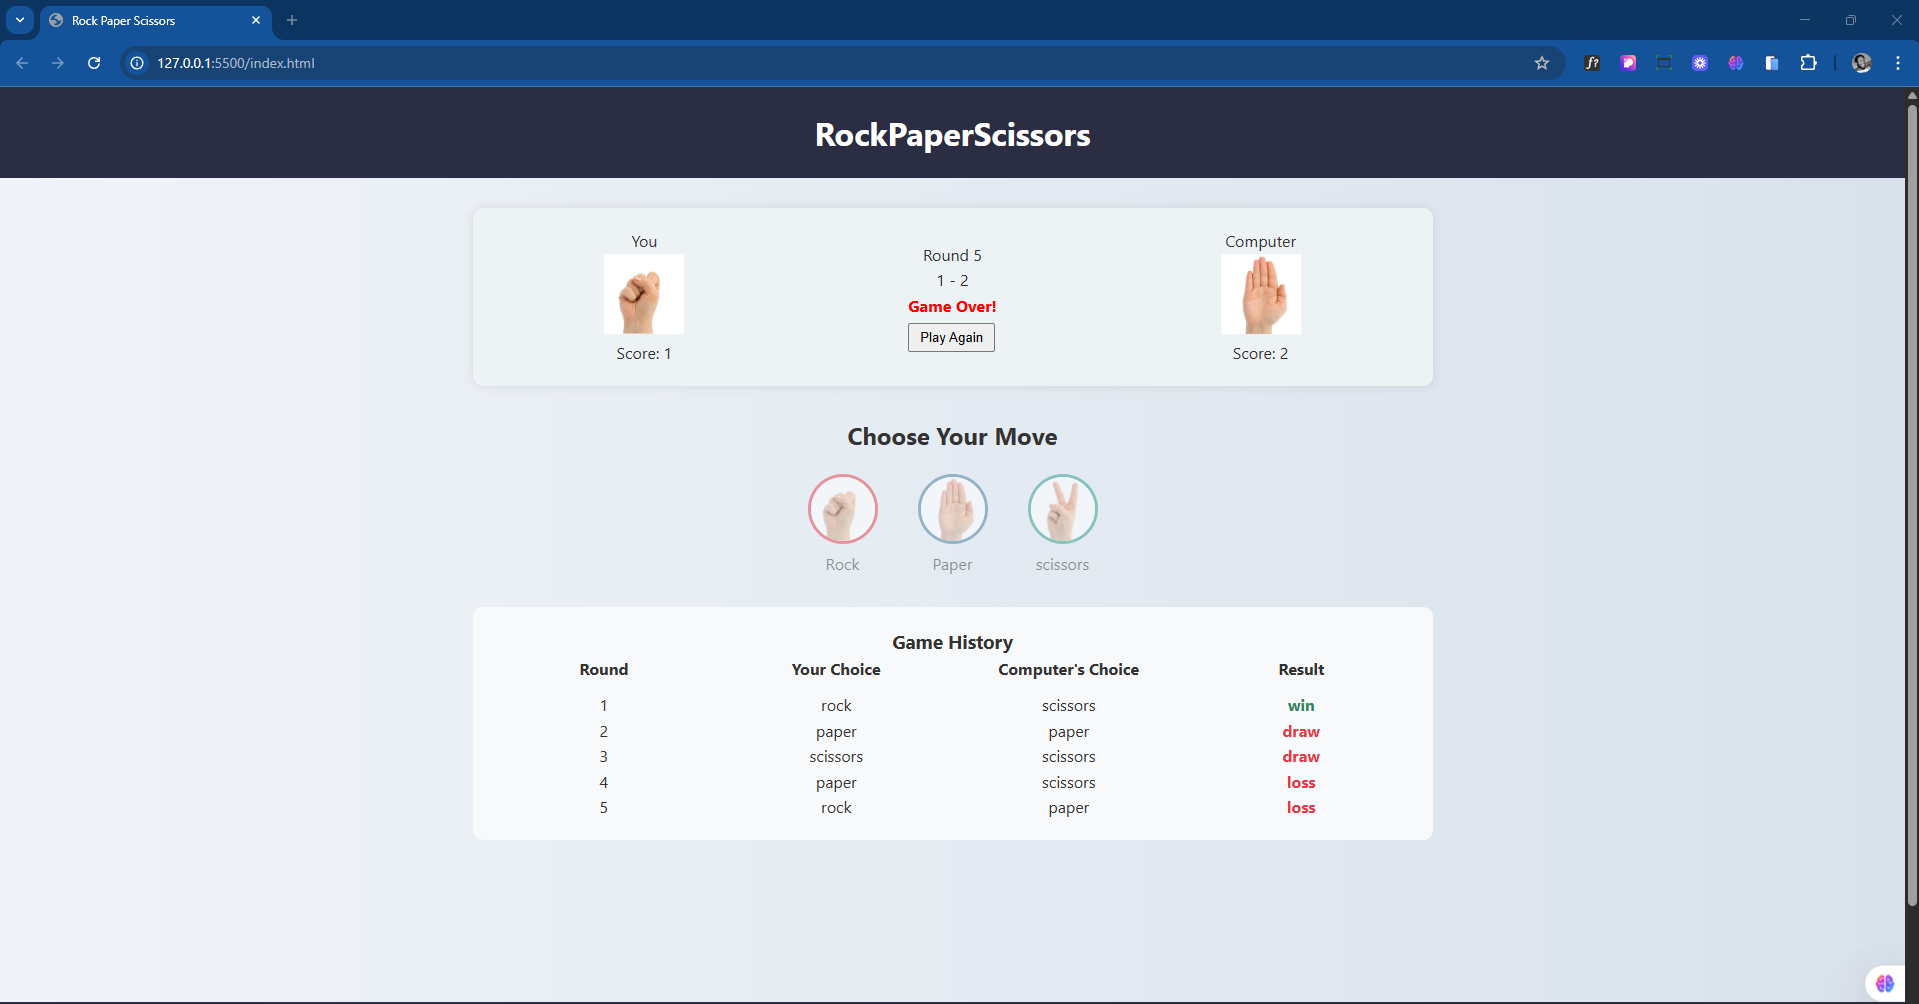 Rock Paper Scissors
127.0.0.1:5500/index.html
f?
RockPaperScissors
You
Score: 1
Round 5
1 - 2
Game Over!
Play Again
Computer
Score: 2
Choose Your Move
Rock Paper scissors
Game History
Round Your Choice Computer's Choice Result
1 rock scissors win
2 paper paper draw
3 scissors scissors draw
4 paper scissors loss
5 rock paper loss